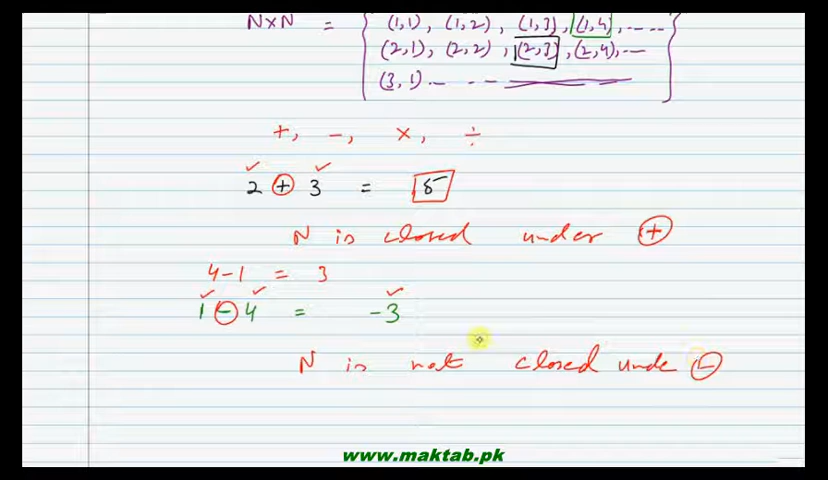 N×N = { (1,1), (1,2), (1,3), (1,4), .....
(2,1), (2,2), (2,3), (2,4), ...
(3,1) ... }
+, -, ×, ÷
2 + 3 = 5
N is closed under +
4-1 = 3
1 - 4 = -3
N is not closed unde -
www.maktab.pk